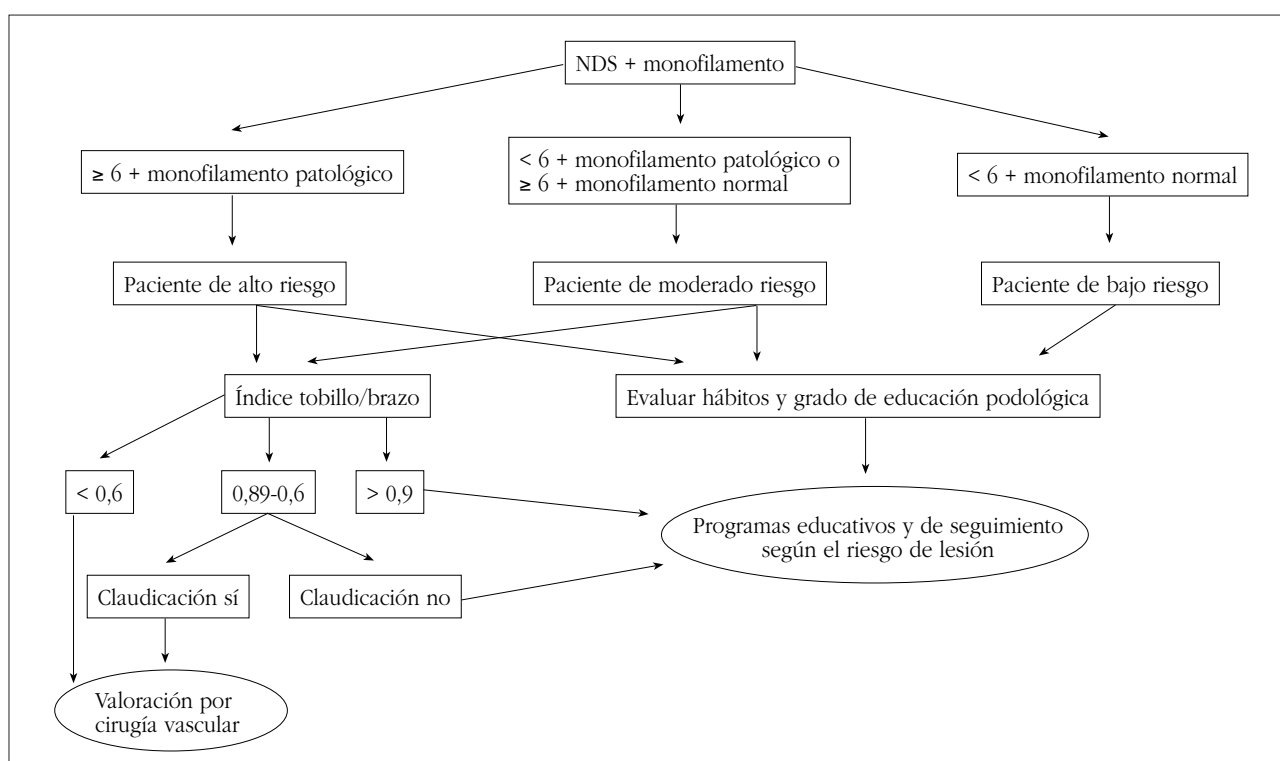 NDS + monofilamento
≥ 6 + monofilamento patológico
< 6 + monofilamento patológico o
≥ 6 + monofilamento normal
< 6 + monofilamento normal
Paciente de alto riesgo
Paciente de moderado riesgo
Paciente de bajo riesgo
Índice tobillo/brazo
Evaluar hábitos y grado de educación podológica
< 0,6
0,89-0,6
> 0,9
Programas educativos y de seguimiento
según el riesgo de lesión
Claudicación sí
Claudicación no
Valoración por
cirugía vascular